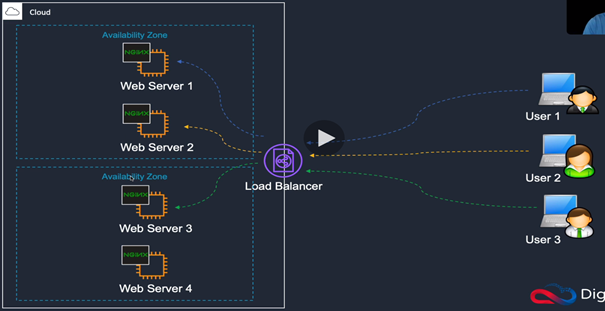 Cloud
Availability Zone
NGINX
Web Server 1
NGINX
Web Server 2
Availability Zone
NGINX
Web Server 3
NGINX
Web Server 4
Load Balancer
User 1
User 2
User 3
Dig